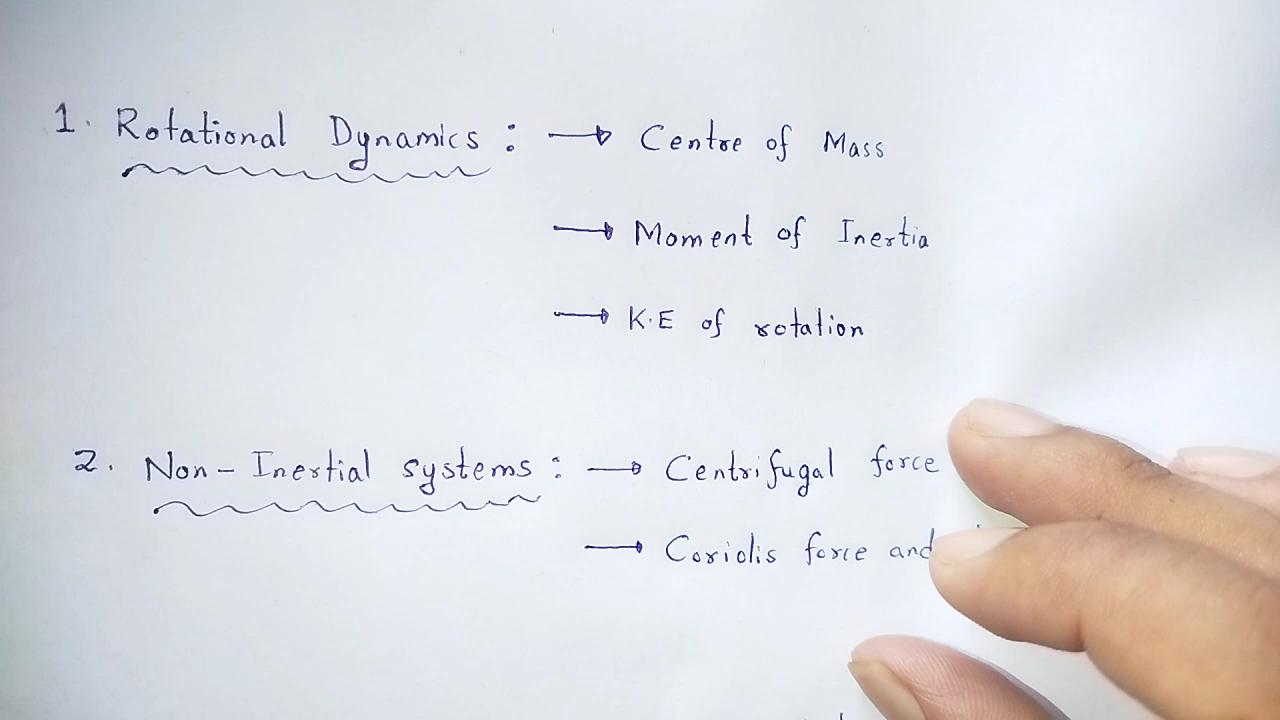 1. Rotational Dynamics : → Centre of Mass
→ Moment of Inertia
→ K.E of rotation
2. Non-Inertial systems : → Centrifugal force
→ Coriolis force and